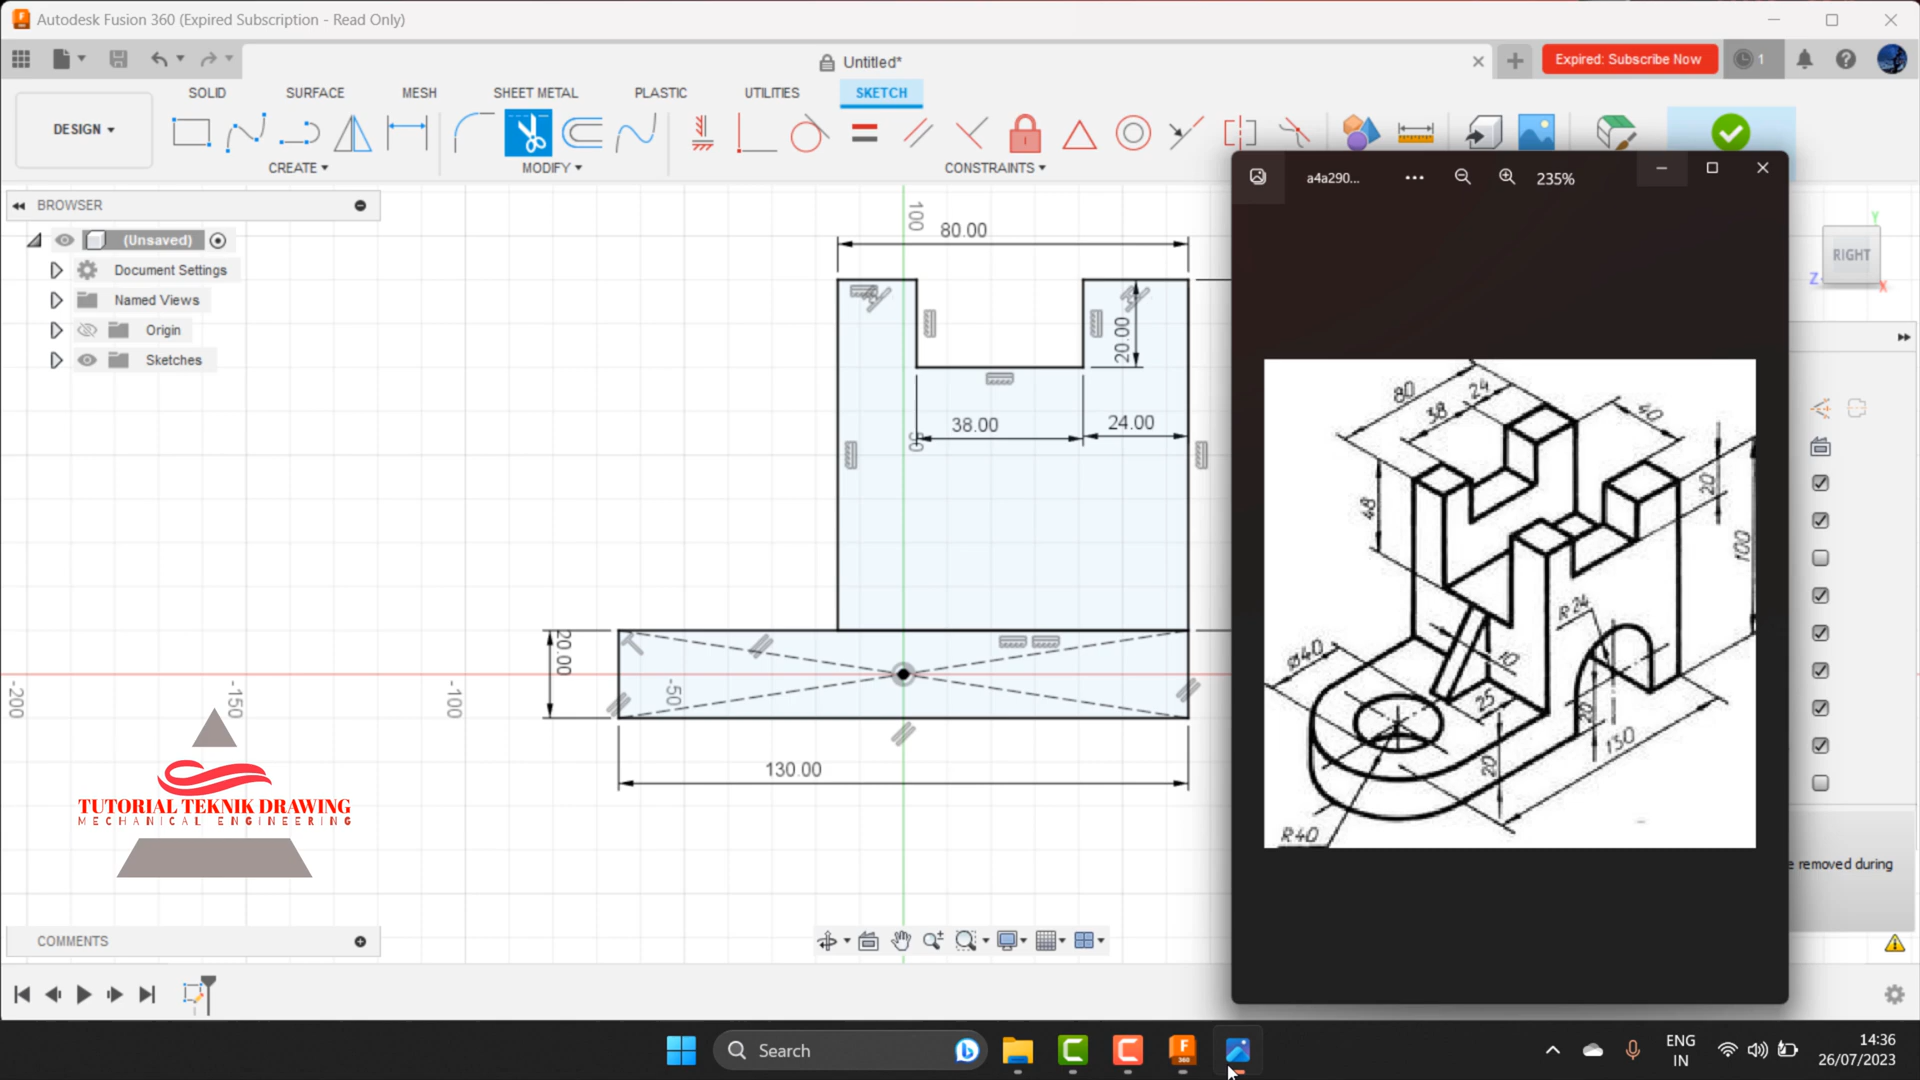 Autodesk Fusion 360 (Expired Subscription - Read Only)
Untitled*
Expired: Subscribe Now
1
SOLID
SURFACE
MESH
SHEET METAL
PLASTIC
UTILITIES
SKETCH
DESIGN
CREATE
MODIFY
CONSTRAINTS
a4a290...
235%
BROWSER
(Unsaved)
Document Settings
Named Views
Origin
Sketches
100
80.00
20.00
38.00
24.00
20.00
130.00
-200
-150
-100
-50
Y
RIGHT
Z
X
80
24
38
40
48
20
100
R24
Ø40
10
25
20
130
20
R40
TUTORIAL TEKNIK DRAWING
MECHANICAL ENGINEERING
e removed during
COMMENTS
Search
F
360
ENG
IN
14:36
26/07/2023